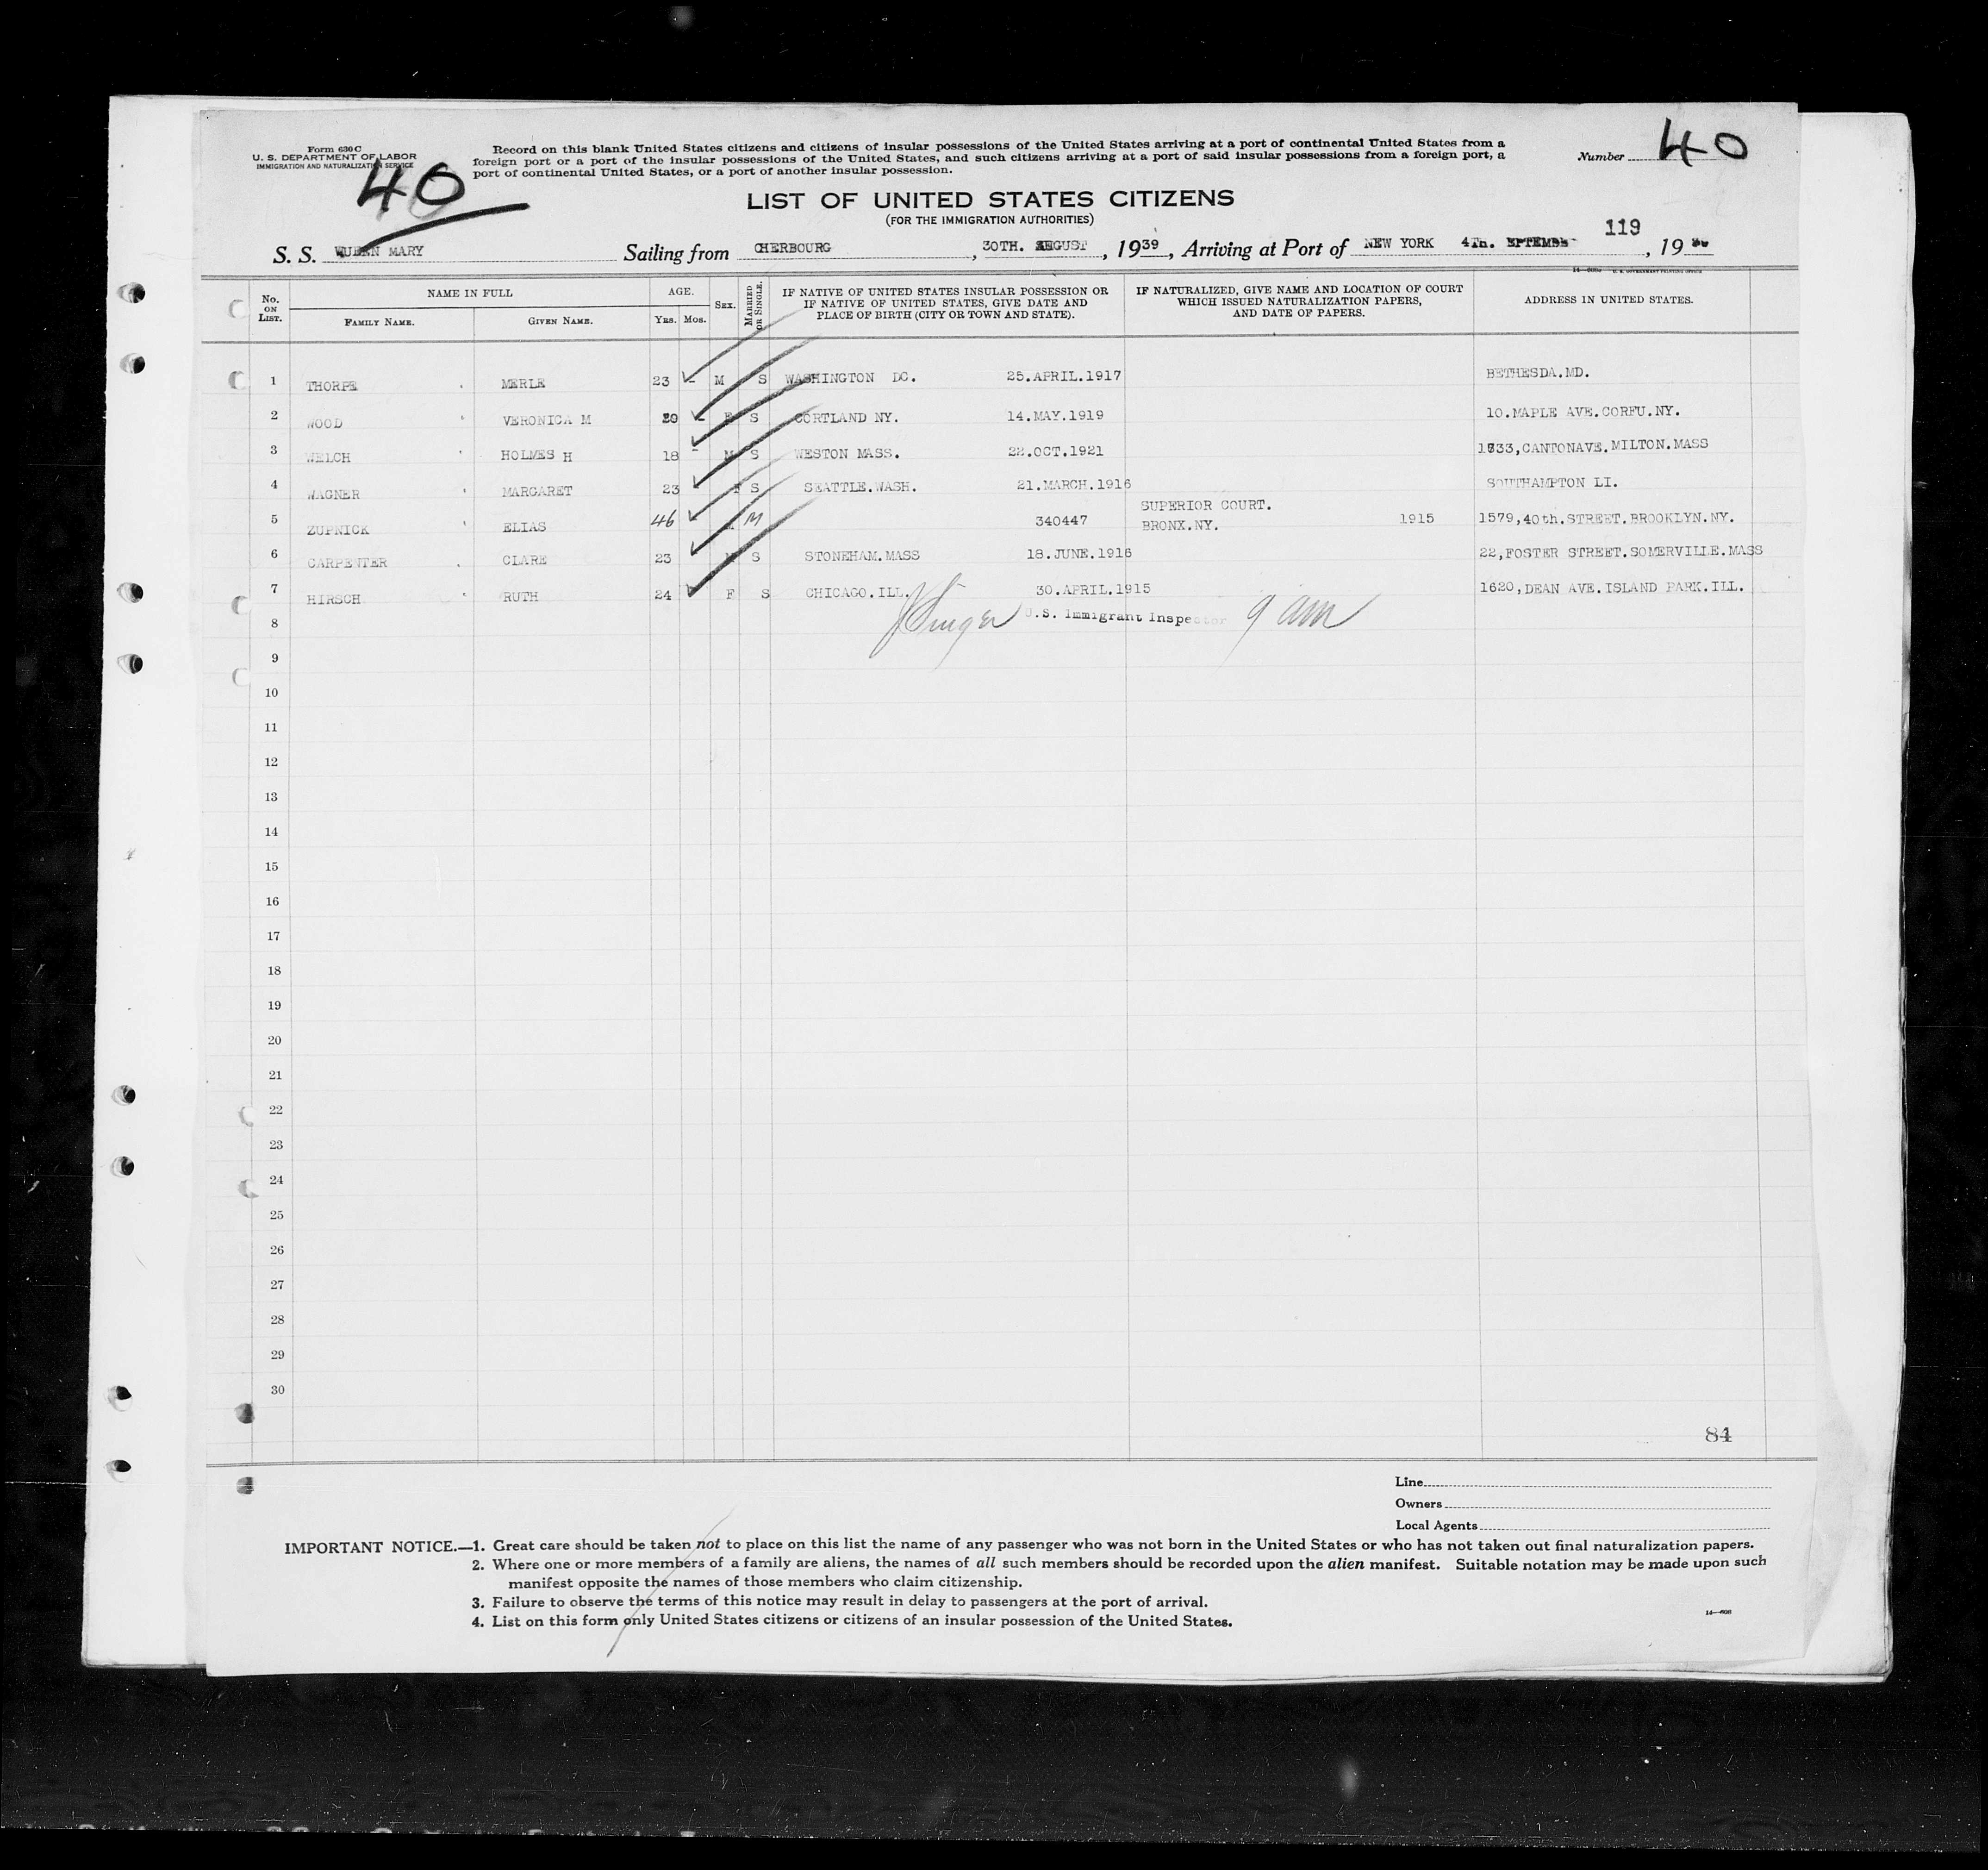 Form 630 C
U. S. DEPARTMENT OF LABOR
IMMIGRATION AND NATURALIZATION SERVICE
40
Record on this blank United States citizens and citizens of insular possessions of the United States arriving at a port of continental United States from a
foreign port or a port of the insular possessions of the United States, and such citizens arriving at a port of said insular possessions from a foreign port, a
port of continental United States, or a port of another insular possession.
Number 40
LIST OF UNITED STATES CITIZENS
(FOR THE IMMIGRATION AUTHORITIES)
119
S. S. QUEEN MARY Sailing from CHERBOURG, 30TH. AUGUST, 1939, Arriving at Port of NEW YORK 4Th. , 19
No. ON LIST. NAME IN FULL AGE. SEX. MARRIED OR SINGLE. IF NATIVE OF UNITED STATES INSULAR POSSESSION OR IF NATIVE OF UNITED STATES, GIVE DATE AND PLACE OF BIRTH (CITY OR TOWN AND STATE). IF NATURALIZED, GIVE NAME AND LOCATION OF COURT WHICH ISSUED NATURALIZATION PAPERS, AND DATE OF PAPERS. ADDRESS IN UNITED STATES.
FAMILY NAME. GIVEN NAME. YRS. MOS.
1 THORPE MERLE 23 - M S WASHINGTON DC. 25.APRIL.1917 BETHESDA.MD.
2 WOOD VERONICA M 20 - F S CORTLAND NY. 14.MAY.1919 10.MAPLE AVE.CORFU.NY.
3 WELCH HOLMES H 18 - M S WESTON MASS. 22.OCT.1921 CANTONAVE.MILTON.MASS
4 WAGNER MARGARET 23 F S SEATTLE.WASH. 21.MARCH.1916 SOUTHAMPTON LI.
5 ZUPNICK ELIAS 46 M 340447 SUPERIOR COURT. BRONX.NY. 1915 1579,40th.STREET.BROOKLYN.NY.
6 CARPENTER CLARE 23 S STONEHAM.MASS 18.JUNE.1916 22,FOSTER STREET.SOMERVILLE.MASS
7 HIRSCH RUTH 24 F S CHICAGO.ILL. 30.APRIL.1915 1620,DEAN AVE.ISLAND PARK.ILL.
8 Singer U.S. Immigrant Inspector 9 am
9
10
11
12
13
14
15
16
17
18
19
20
21
22
23
24
25
26
27
28
29
30
84
Line
Owners
Local Agents
IMPORTANT NOTICE.—1. Great care should be taken not to place on this list the name of any passenger who was not born in the United States or who has not taken out final naturalization papers.
2. Where one or more members of a family are aliens, the names of all such members should be recorded upon the alien manifest. Suitable notation may be made upon such
manifest opposite the names of those members who claim citizenship.
3. Failure to observe the terms of this notice may result in delay to passengers at the port of arrival.
4. List on this form only United States citizens or citizens of an insular possession of the United States.